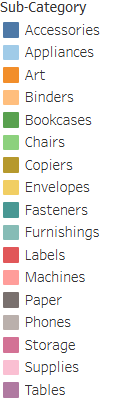 Sub-Category
Accessories
Appliances
Art
Binders
Bookcases
Chairs
Copiers
Envelopes
Fasteners
Furnishings
Labels
Machines
Paper
Phones
Storage
Supplies
Tables